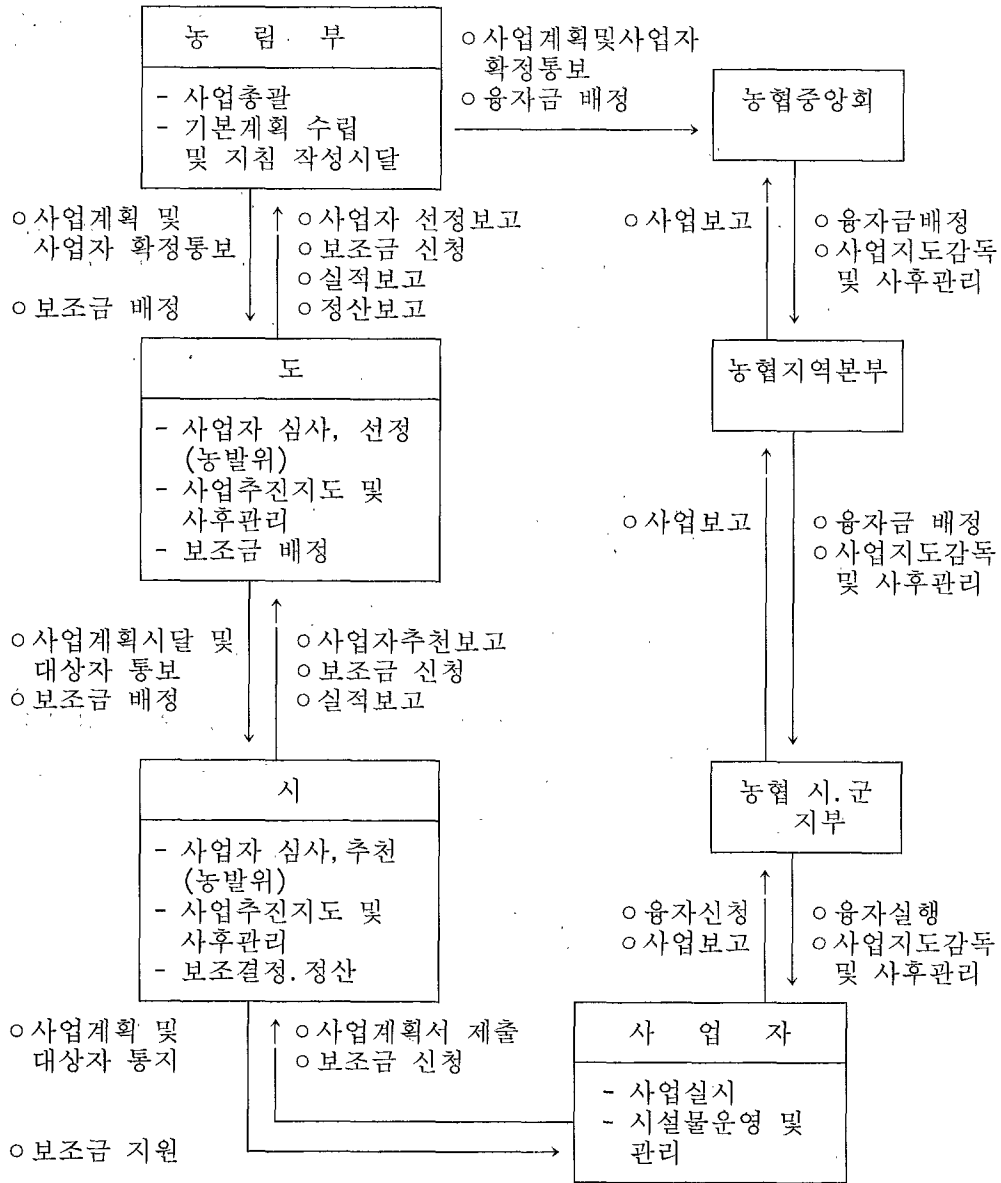 농 림 부
- 사업총괄
- 기본계획 수립
및 지침 작성시달
○ 사업계획및사업자
확정통보
○ 융자금 배정
농협중앙회
○ 사업계획 및
사업자 확정통보
○ 보조금 배정
○ 사업자 선정보고
○ 보조금 신청
○ 실적보고
○ 정산보고
○ 사업보고
○ 융자금배정
○ 사업지도감독
및 사후관리
도
- 사업자 심사, 선정
(농발위)
- 사업추진지도 및
사후관리
- 보조금 배정
농협지역본부
○ 사업보고
○ 융자금 배정
○ 사업지도감독
및 사후관리
○ 사업계획시달 및
대상자 통보
○ 보조금 배정
○ 사업자추천보고
○ 보조금 신청
○ 실적보고
시
- 사업자 심사, 추천
(농발위)
- 사업추진지도 및
사후관리
- 보조결정.정산
농협 시.군
지부
○ 융자신청
○ 사업보고
○ 융자실행
○ 사업지도감독
및 사후관리
○ 사업계획 및
대상자 통지
○ 보조금 지원
○ 사업계획서 제출
○ 보조금 신청
사 업 자
- 사업실시
- 시설물운영 및
관리